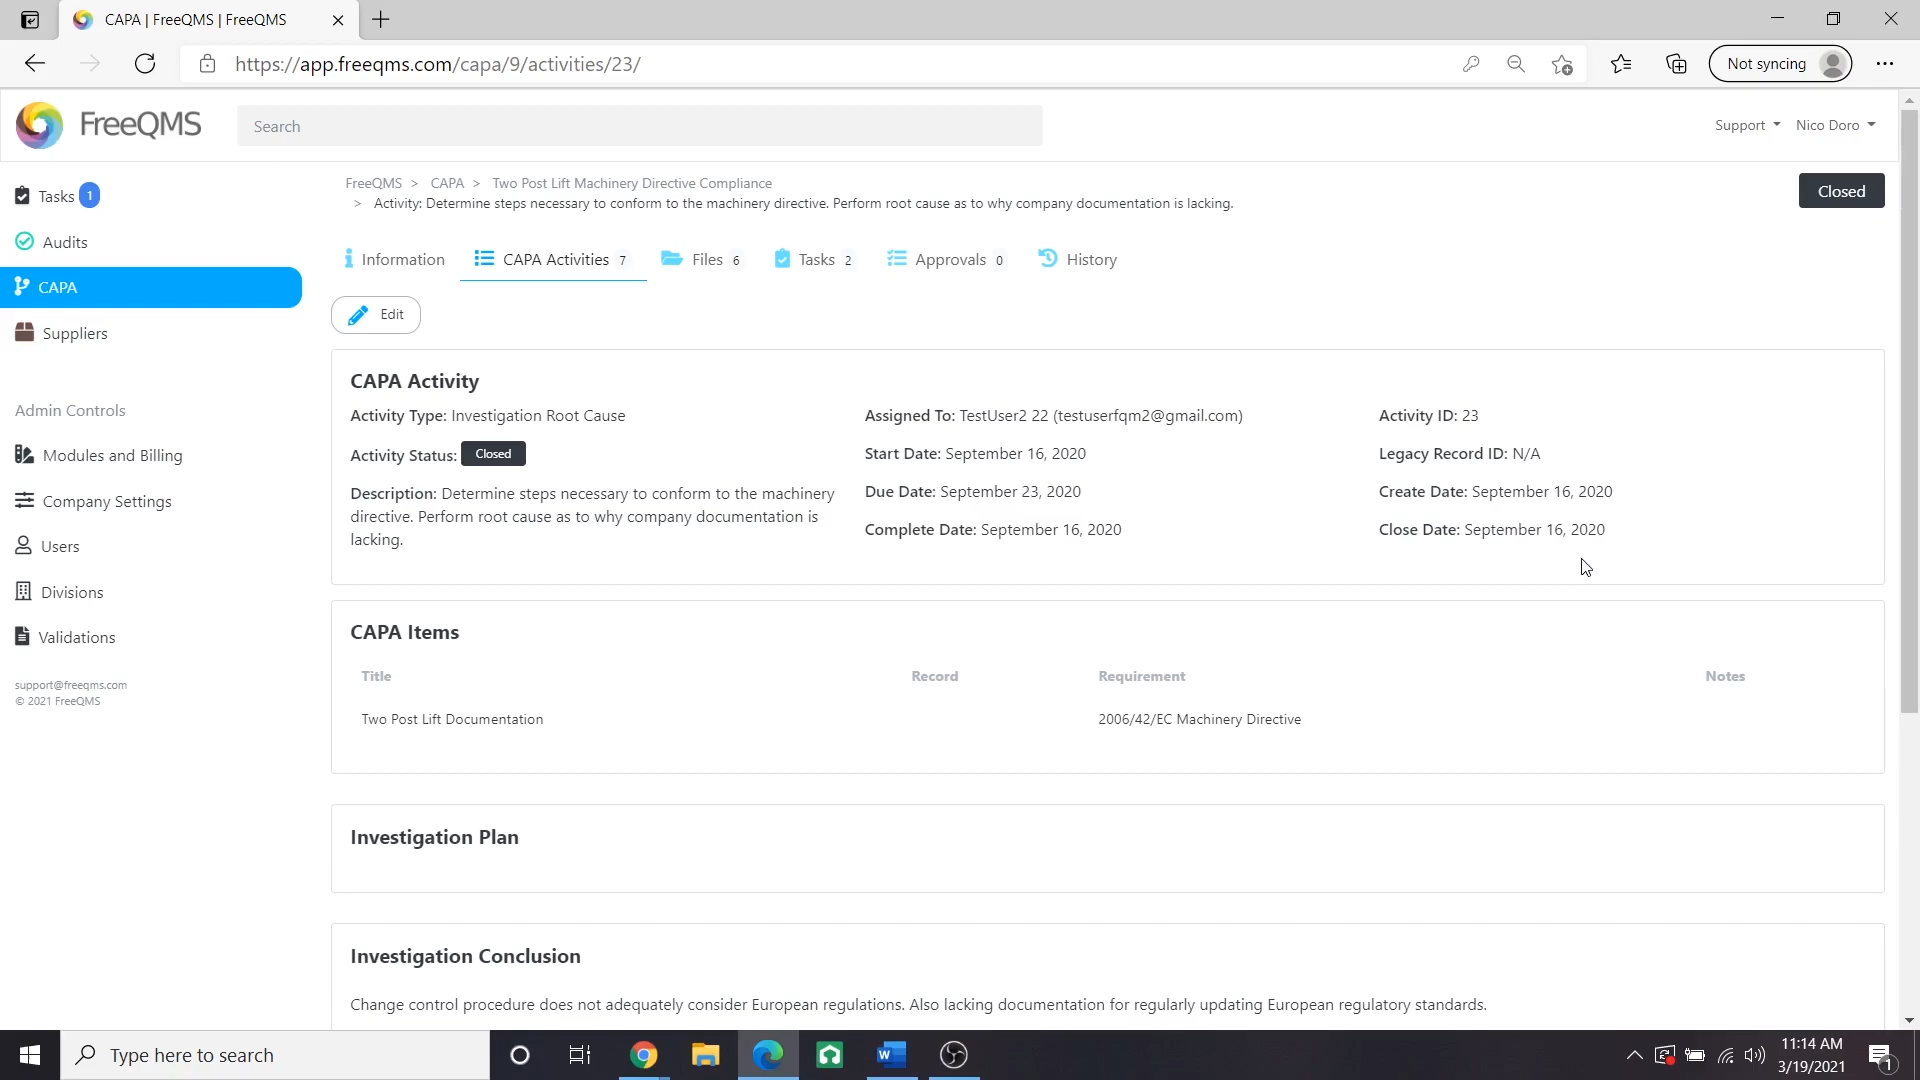 CAPA | FreeQMS | FreeQMS
https://app.freeqms.com/capa/9/activities/23/
Not syncing
FreeQMS
Search
Support
Nico Doro
Tasks 1
Audits
CAPA
Suppliers
Admin Controls
Modules and Billing
Company Settings
Users
Divisions
Validations
support@freeqms.com
© 2021 FreeQMS
FreeQMS > CAPA > Two Post Lift Machinery Directive Compliance
> Activity: Determine steps necessary to conform to the machinery directive. Perform root cause as to why company documentation is lacking.
Closed
Information CAPA Activities 7 Files 6 Tasks 2 Approvals 0 History
Edit
CAPA Activity
Activity Type: Investigation Root Cause
Activity Status: Closed
Description: Determine steps necessary to conform to the machinery
directive. Perform root cause as to why company documentation is
lacking.
Assigned To: TestUser2 22 (testuserfqm2@gmail.com)
Start Date: September 16, 2020
Due Date: September 23, 2020
Complete Date: September 16, 2020
Activity ID: 23
Legacy Record ID: N/A
Create Date: September 16, 2020
Close Date: September 16, 2020
CAPA Items
Title Record Requirement Notes
Two Post Lift Documentation 2006/42/EC Machinery Directive
Investigation Plan
Investigation Conclusion
Change control procedure does not adequately consider European regulations. Also lacking documentation for regularly updating European regulatory standards.
Type here to search
11:14 AM
3/19/2021
1